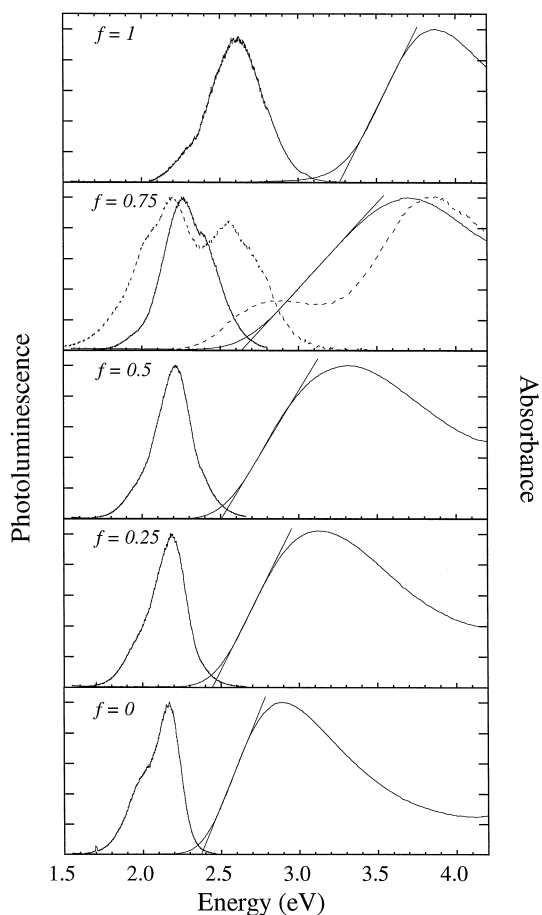 f = 1
f = 0.75
f = 0.5
f = 0.25
f = 0
Photoluminescence
Absorbance
1.5 2.0 2.5 3.0 3.5 4.0
Energy (eV)